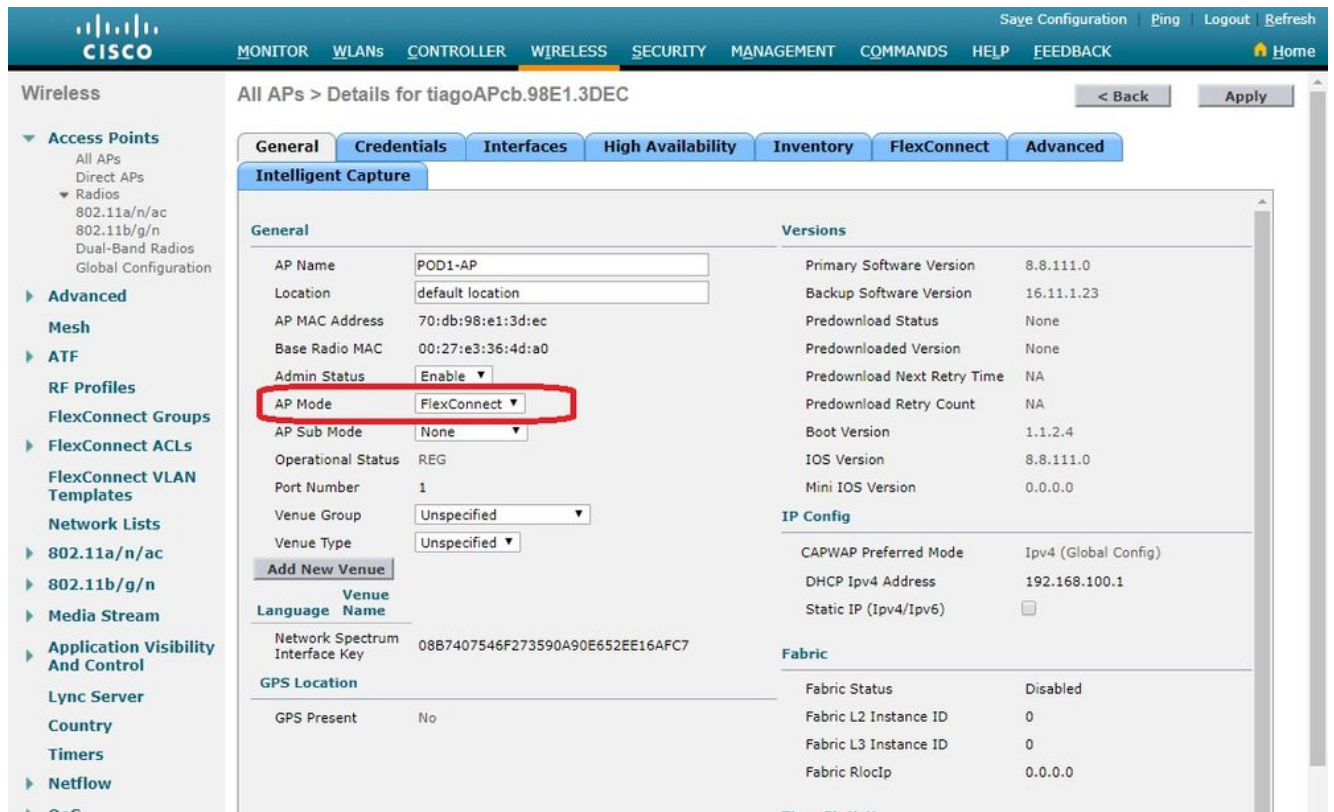 Save Configuration Ping Logout Refresh
CISCO
MONITOR WLANs CONTROLLER WIRELESS SECURITY MANAGEMENT COMMANDS HELP FEEDBACK Home
Wireless
Access Points
All APs
Direct APs
Radios
802.11a/n/ac
802.11b/g/n
Dual-Band Radios
Global Configuration
Advanced
Mesh
ATF
RF Profiles
FlexConnect Groups
FlexConnect ACLs
FlexConnect VLAN
Templates
Network Lists
802.11a/n/ac
802.11b/g/n
Media Stream
Application Visibility
And Control
Lync Server
Country
Timers
Netflow
All APs > Details for tiagoAPcb.98E1.3DEC
< Back Apply
General Credentials Interfaces High Availability Inventory FlexConnect Advanced
Intelligent Capture
General
AP Name POD1-AP
Location default location
AP MAC Address 70:db:98:e1:3d:ec
Base Radio MAC 00:27:e3:36:4d:a0
Admin Status Enable
AP Mode FlexConnect
AP Sub Mode None
Operational Status REG
Port Number 1
Venue Group Unspecified
Venue Type Unspecified
Add New Venue
Venue
Language Name
Network Spectrum
Interface Key 08B7407546F273590A90E652EE16AFC7
GPS Location
GPS Present No
Versions
Primary Software Version 8.8.111.0
Backup Software Version 16.11.1.23
Predownload Status None
Predownloaded Version None
Predownload Next Retry Time NA
Predownload Retry Count NA
Boot Version 1.1.2.4
IOS Version 8.8.111.0
Mini IOS Version 0.0.0.0
IP Config
CAPWAP Preferred Mode Ipv4 (Global Config)
DHCP Ipv4 Address 192.168.100.1
Static IP (Ipv4/Ipv6)
Fabric
Fabric Status Disabled
Fabric L2 Instance ID 0
Fabric L3 Instance ID 0
Fabric RlocIp 0.0.0.0